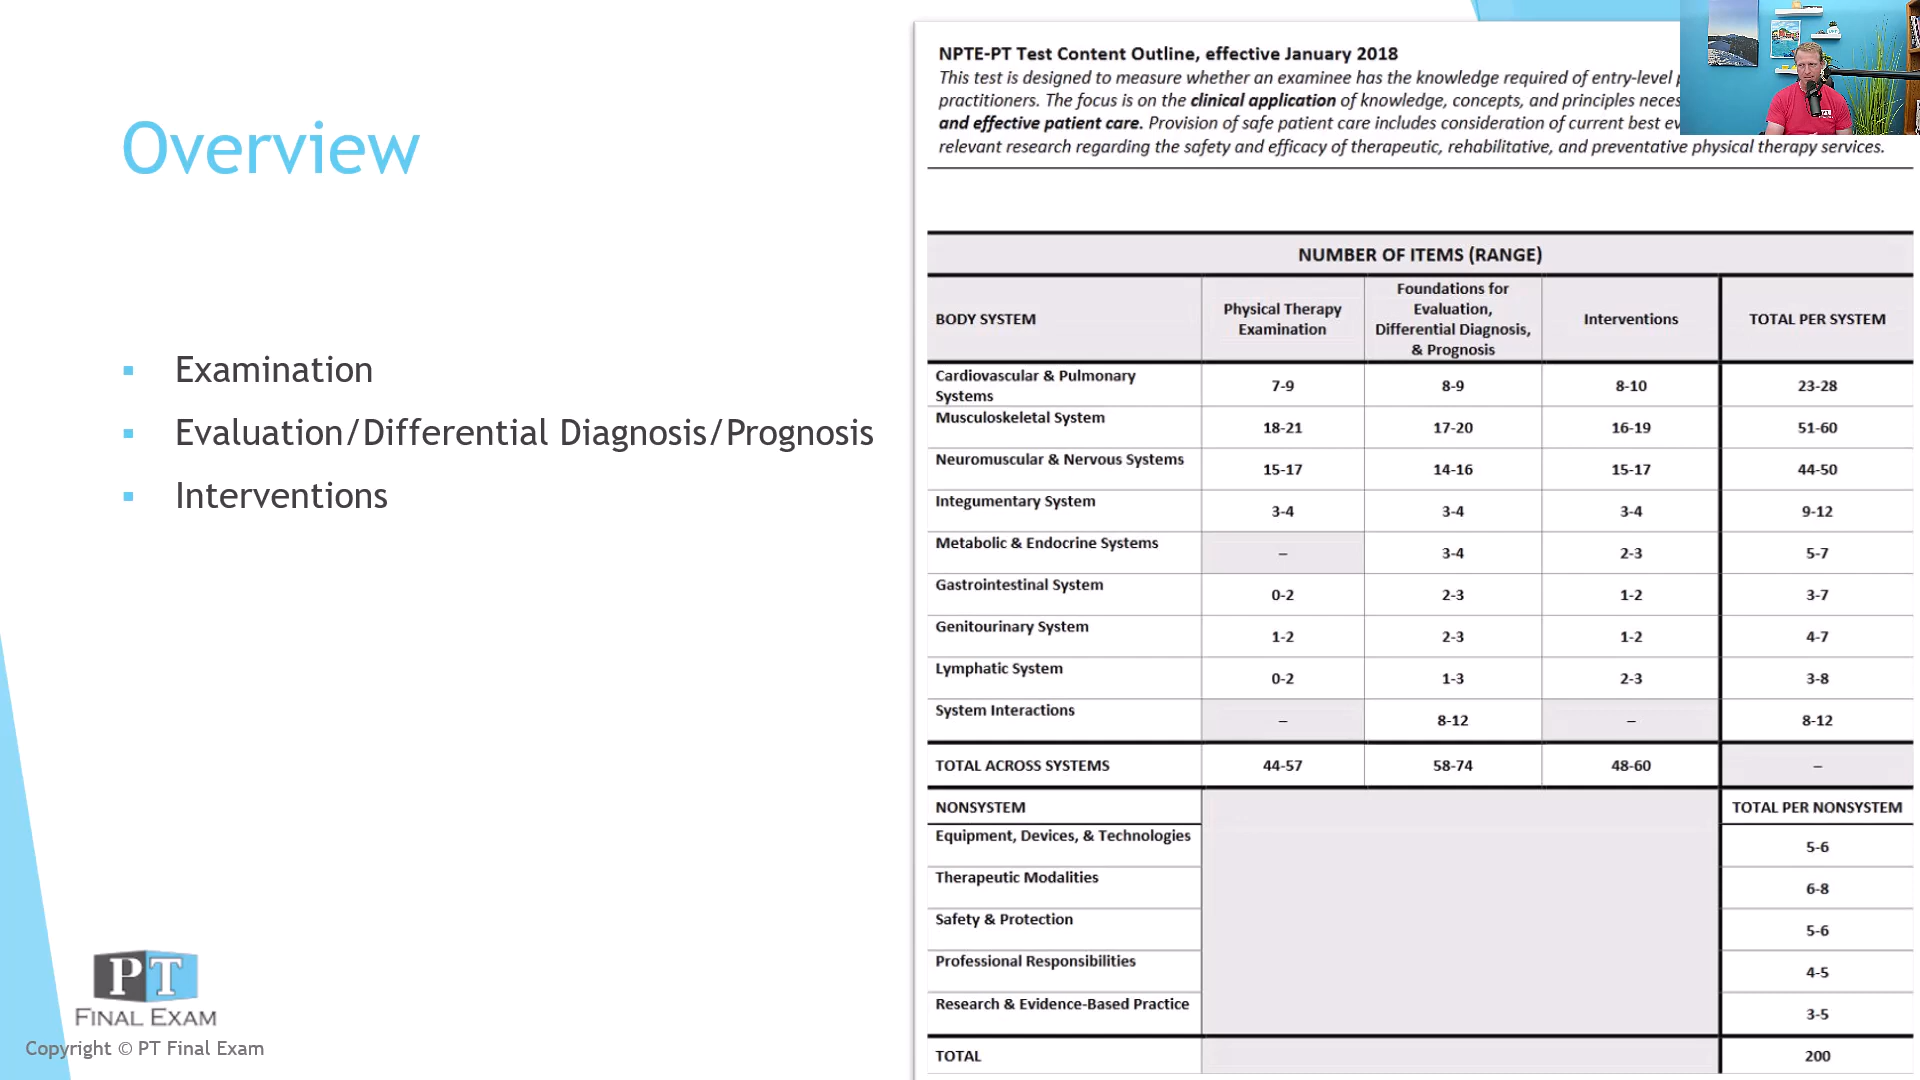 Overview
▪ Examination
▪ Evaluation/Differential Diagnosis/Prognosis
▪ Interventions
PT
FINAL EXAM
Copyright © PT Final Exam
NPTE-PT Test Content Outline, effective January 2018
This test is designed to measure whether an examinee has the knowledge required of entry-level
practitioners. The focus is on the clinical application of knowledge, concepts, and principles
and effective patient care. Provision of safe patient care includes consideration of current best
relevant research regarding the safety and efficacy of therapeutic, rehabilitative, and preventative physical therapy services.
NUMBER OF ITEMS (RANGE)
BODY SYSTEM | Physical Therapy Examination | Foundations for Evaluation, Differential Diagnosis, & Prognosis | Interventions | TOTAL PER SYSTEM
Cardiovascular & Pulmonary Systems | 7-9 | 8-9 | 8-10 | 23-28
Musculoskeletal System | 18-21 | 17-20 | 16-19 | 51-60
Neuromuscular & Nervous Systems | 15-17 | 14-16 | 15-17 | 44-50
Integumentary System | 3-4 | 3-4 | 3-4 | 9-12
Metabolic & Endocrine Systems | – | 3-4 | 2-3 | 5-7
Gastrointestinal System | 0-2 | 2-3 | 1-2 | 3-7
Genitourinary System | 1-2 | 2-3 | 1-2 | 4-7
Lymphatic System | 0-2 | 1-3 | 2-3 | 3-8
System Interactions | – | 8-12 | – | 8-12
TOTAL ACROSS SYSTEMS | 44-57 | 58-74 | 48-60 | –
NONSYSTEM | TOTAL PER NONSYSTEM
Equipment, Devices, & Technologies | 5-6
Therapeutic Modalities | 6-8
Safety & Protection | 5-6
Professional Responsibilities | 4-5
Research & Evidence-Based Practice | 3-5
TOTAL | 200